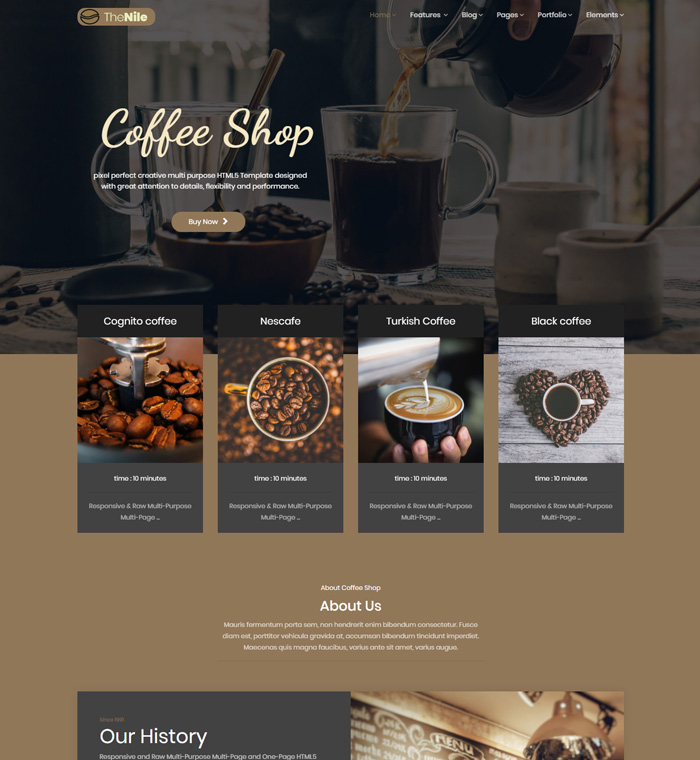 TheNile
Home Features Blog Pages Portfolio Elements
Coffee Shop
pixel perfect creative multi purpose HTML5 Template designed
with great attention to details, flexibility and performance.
Buy Now
Cognito coffee
time : 10 minutes
Responsive & Raw Multi-Purpose
Multi-Page ...
Nescafe
time : 10 minutes
Responsive & Raw Multi-Purpose
Multi-Page ...
Turkish Coffee
time : 10 minutes
Responsive & Raw Multi-Purpose
Multi-Page ...
Black coffee
time : 10 minutes
Responsive & Raw Multi-Purpose
Multi-Page ...
About Coffee Shop
About Us
Mauris fermentum porta sem, non hendrerit enim bibendum consectetur. Fusce
diam est, porttitor vehicula gravida at, accumsan bibendum tincidunt imperdiet.
Maecenas quis magna faucibus, varius ante sit amet, varius augue.
Our History
Responsive and Raw Multi-Purpose Multi-Page and One-Page HTML5
MENU